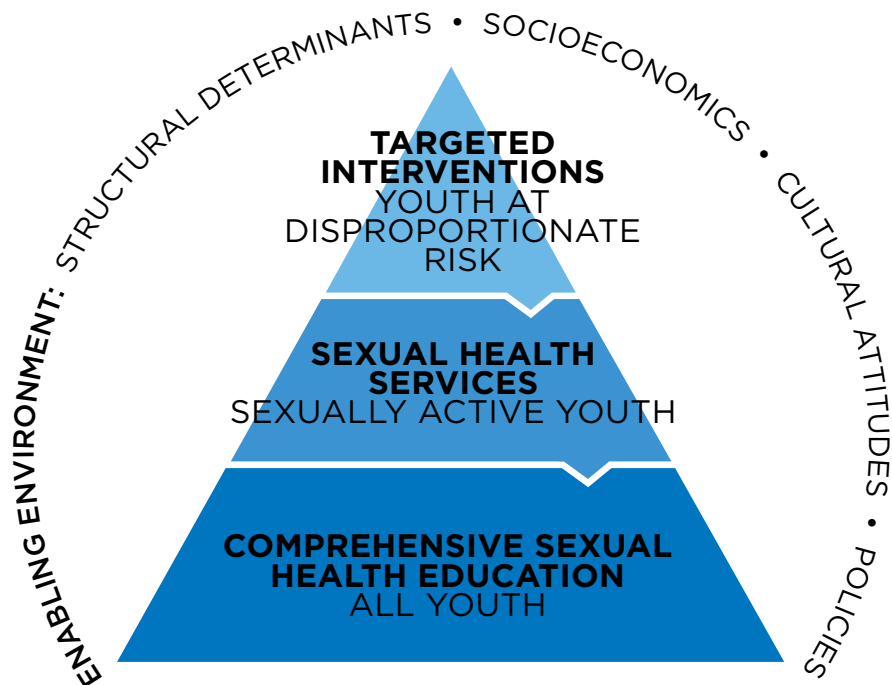 ENABLING ENVIRONMENT: STRUCTURAL DETERMINANTS • SOCIOECONOMICS • CULTURAL ATTITUDES • POLICIES
TARGETED
INTERVENTIONS
YOUTH AT
DISPROPORTIONATE
RISK
SEXUAL HEALTH
SERVICES
SEXUALLY ACTIVE YOUTH
COMPREHENSIVE SEXUAL
HEALTH EDUCATION
ALL YOUTH